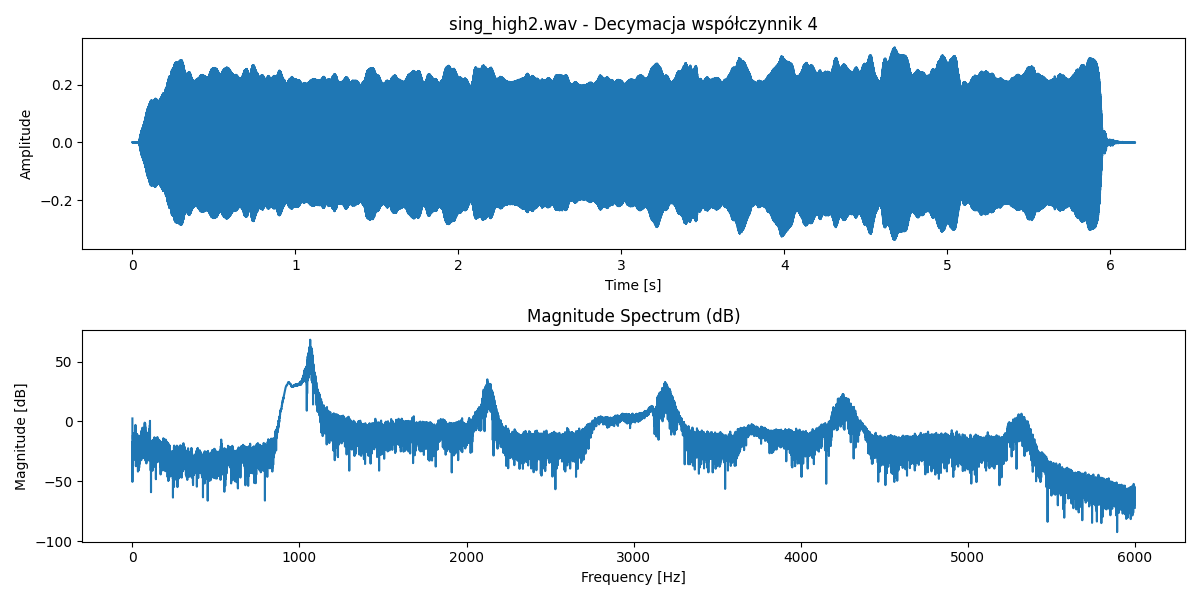 sing_high2.wav - Decymacja współczynnik 4
Amplitude
0.2
0.0
−0.2
0 1 2 3 4 5 6
Time [s]
Magnitude Spectrum (dB)
Magnitude [dB]
50
0
−50
−100
0 1000 2000 3000 4000 5000 6000
Frequency [Hz]